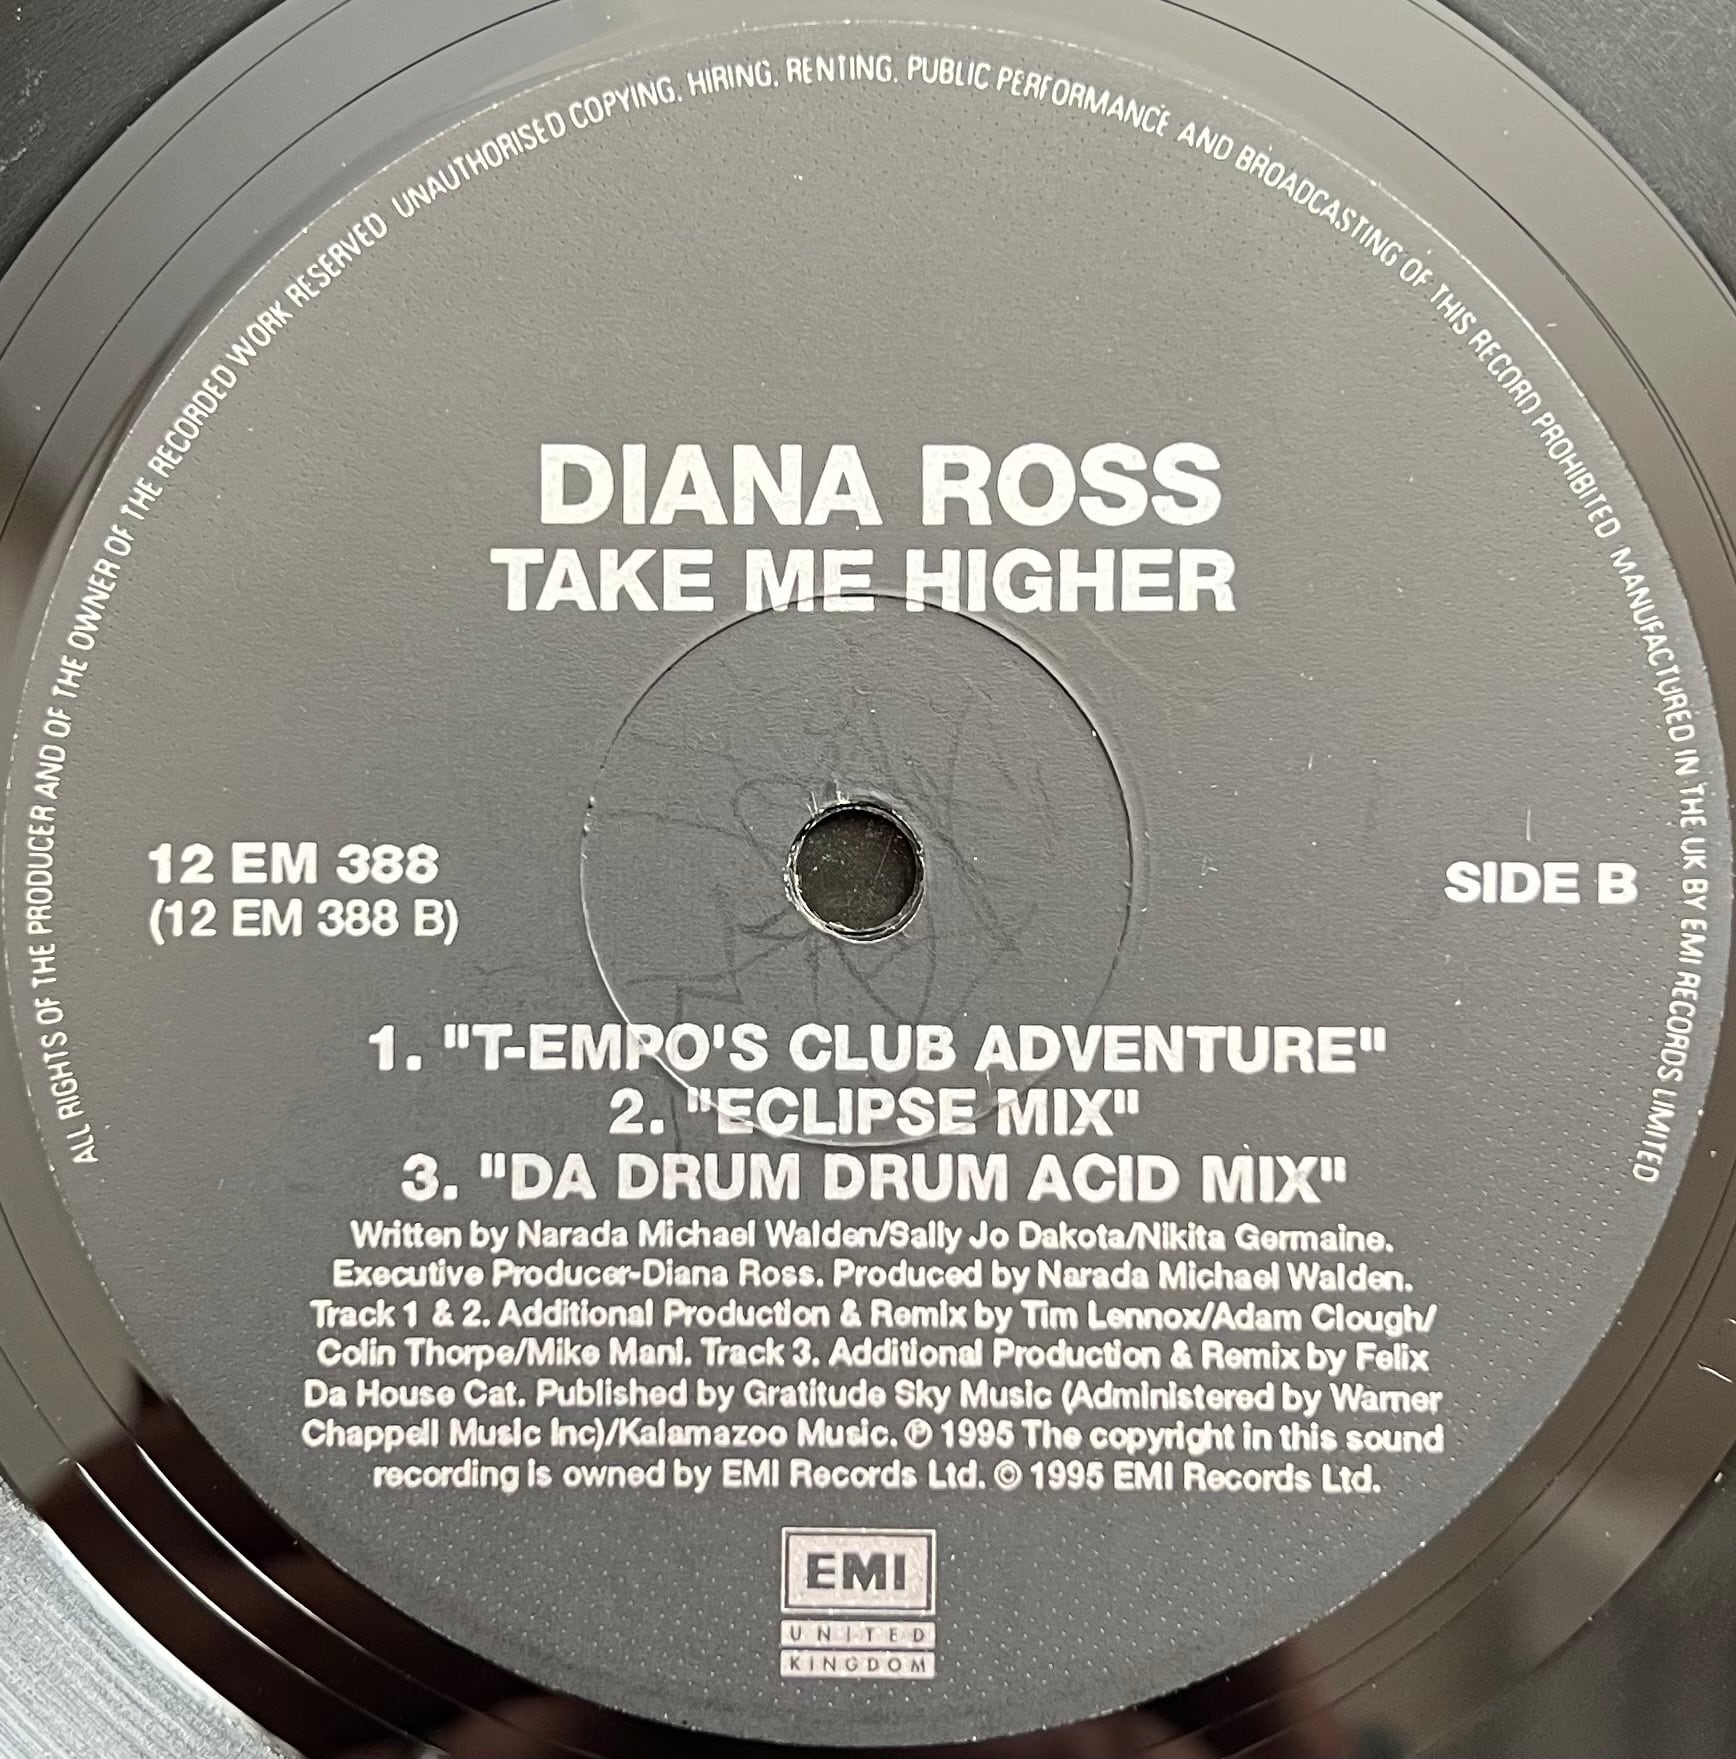 ALL RIGHTS OF THE PRODUCER AND OF THE OWNER OF THE RECORDED WORK RESERVED UNAUTHORISED COPYING, HIRING, RENTING, PUBLIC PERFORMANCE AND BROADCASTING OF THIS RECORD PROHIBITED MANUFACTURED IN THE UK BY EMI RECORDS LIMITED
DIANA ROSS
TAKE ME HIGHER
12 EM 388
(12 EM 388 B)
SIDE B
1. "T-EMPO'S CLUB ADVENTURE"
2. "ECLIPSE MIX"
3. "DA DRUM DRUM ACID MIX"
Written by Narada Michael Walden/Sally Jo Dakota/Nikita Germaine.
Executive Producer-Diana Ross. Produced by Narada Michael Walden.
Track 1 & 2. Additional Production & Remix by Tim Lennox/Adam Clough/
Colin Thorpe/Mike Mani. Track 3. Additional Production & Remix by Felix
Da House Cat. Published by Gratitude Sky Music (Administered by Warner
Chappell Music Inc)/Kalamazoo Music. ℗ 1995 The copyright in this sound
recording is owned by EMI Records Ltd. © 1995 EMI Records Ltd.
EMI
UNITED
KINGDOM